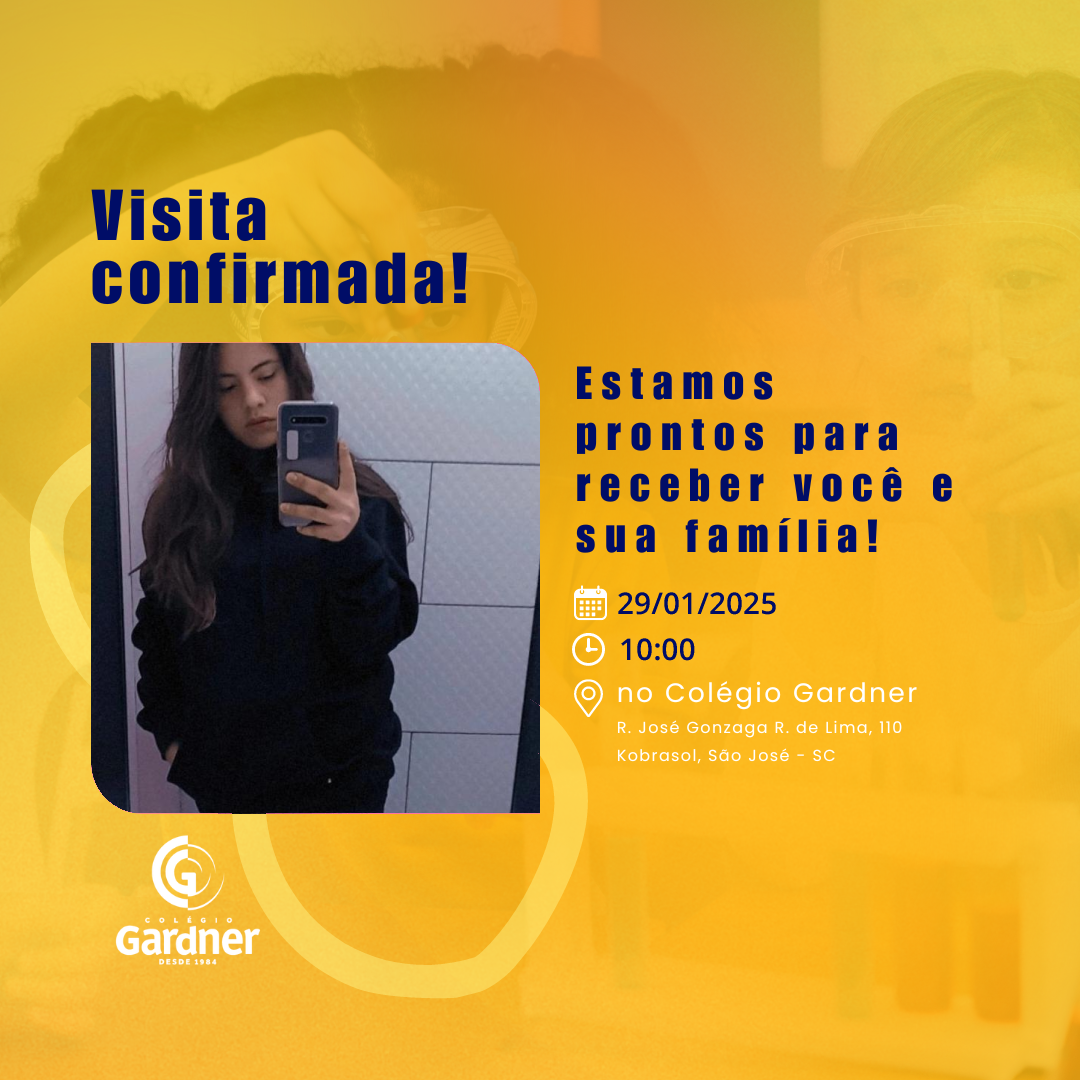 Visita
confirmada!
Estamos
prontos para
receber você e
sua família!
29/01/2025
10:00
no Colégio Gardner
R. José Gonzaga R. de Lima, 110
Kobrasol, São José - SC
G
COLÉGIO
Gardner
DESDE 1984